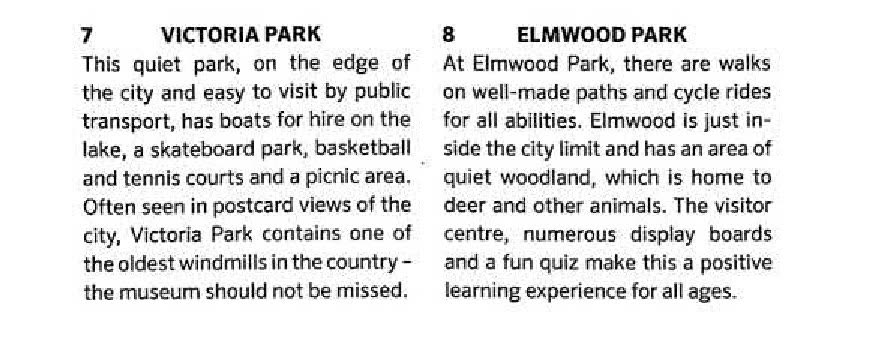 7 VICTORIA PARK
This quiet park, on the edge of
the city and easy to visit by public
transport, has boats for hire on the
lake, a skateboard park, basketball
and tennis courts and a picnic area.
Often seen in postcard views of the
city, Victoria Park contains one of
the oldest windmills in the country –
the museum should not be missed.
8 ELMWOOD PARK
At Elmwood Park, there are walks
on well-made paths and cycle rides
for all abilities. Elmwood is just in-
side the city limit and has an area of
quiet woodland, which is home to
deer and other animals. The visitor
centre, numerous display boards
and a fun quiz make this a positive
learning experience for all ages.